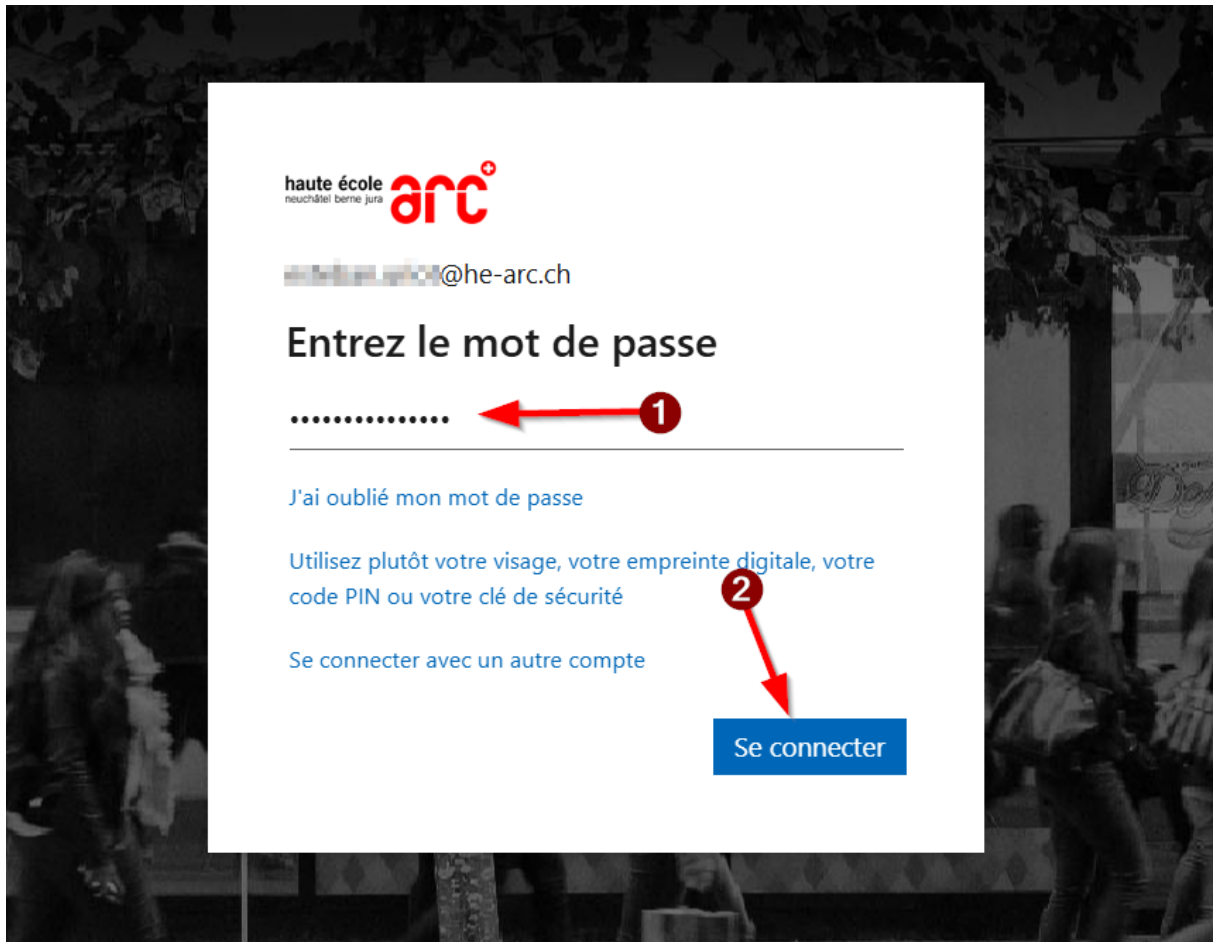 haute école arc
neuchâtel berne jura
@he-arc.ch
Entrez le mot de passe
•••••••••••••••
1
J'ai oublié mon mot de passe
Utilisez plutôt votre visage, votre empreinte digitale, votre
code PIN ou votre clé de sécurité
2
Se connecter avec un autre compte
Se connecter